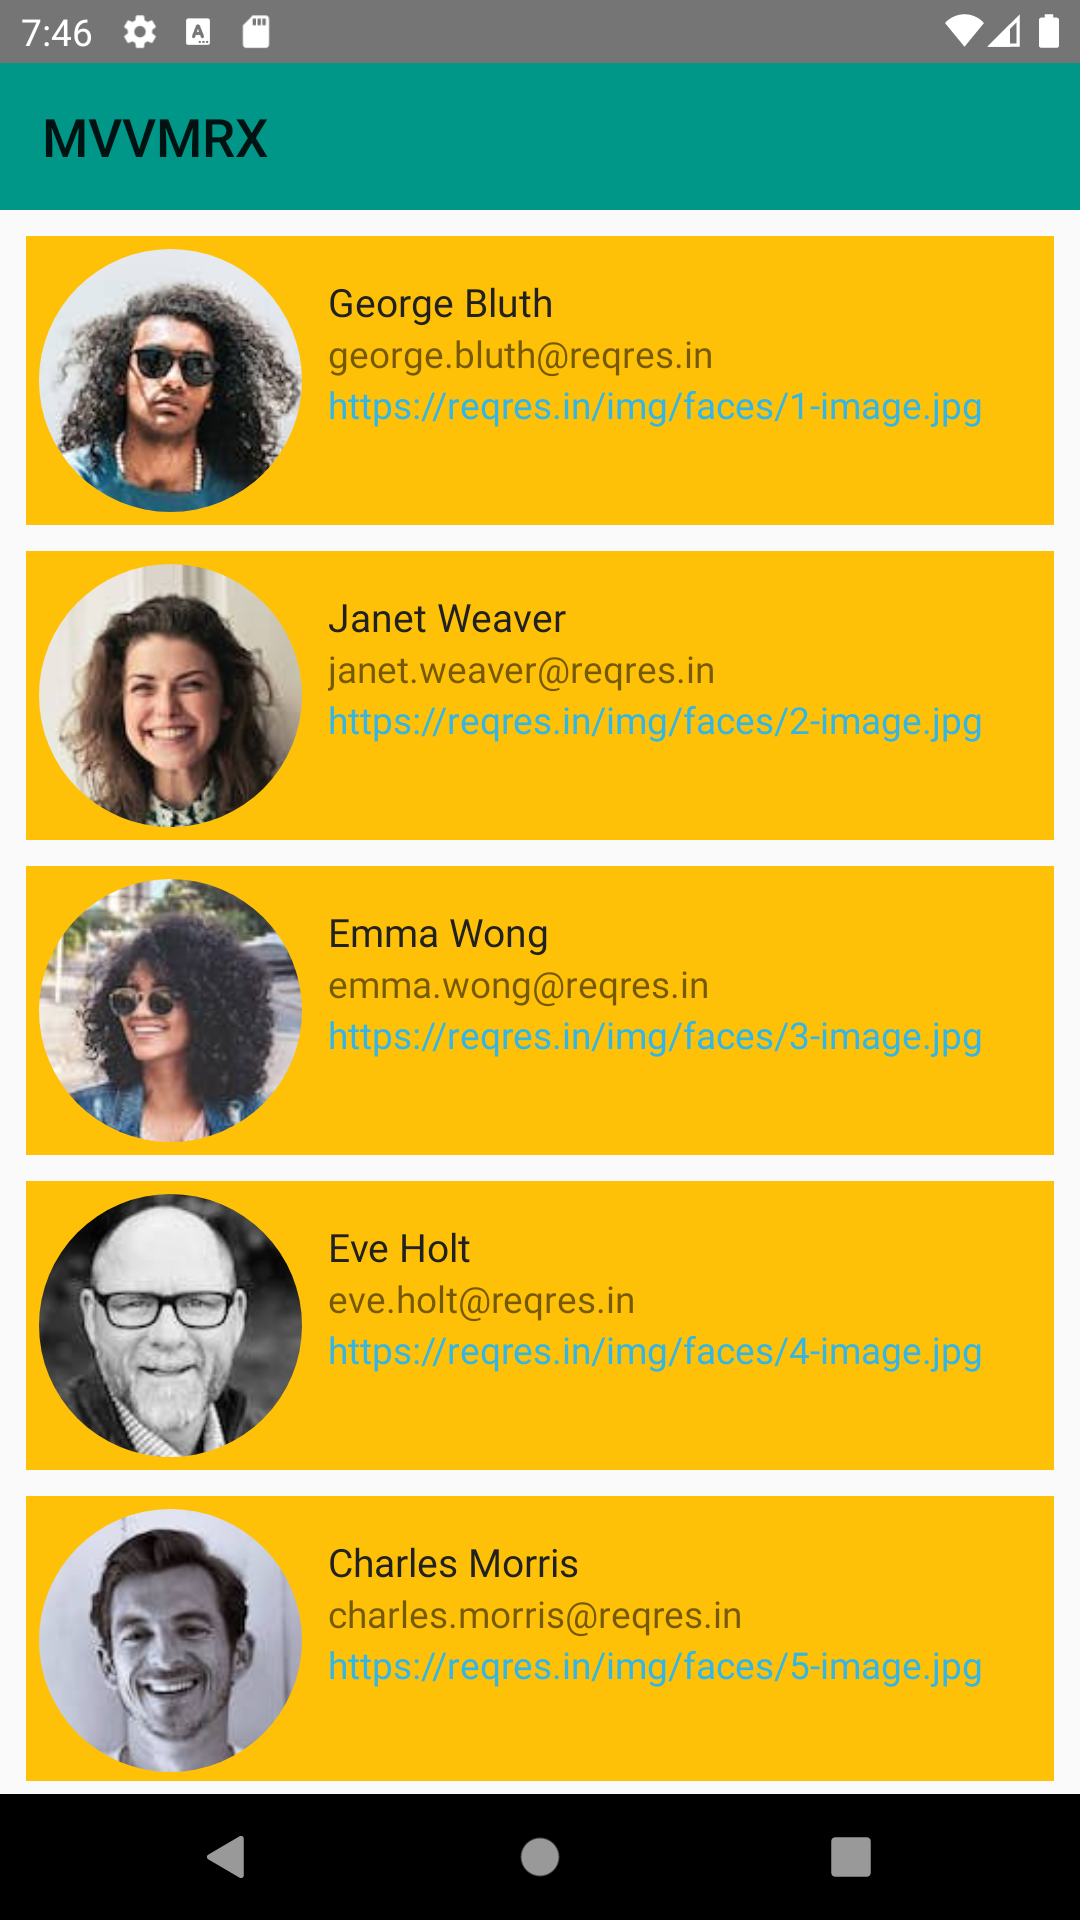 7:46
MVVMRX
George Bluth
george.bluth@reqres.in
https://reqres.in/img/faces/1-image.jpg
Janet Weaver
janet.weaver@reqres.in
https://reqres.in/img/faces/2-image.jpg
Emma Wong
emma.wong@reqres.in
https://reqres.in/img/faces/3-image.jpg
Eve Holt
eve.holt@reqres.in
https://reqres.in/img/faces/4-image.jpg
Charles Morris
charles.morris@reqres.in
https://reqres.in/img/faces/5-image.jpg